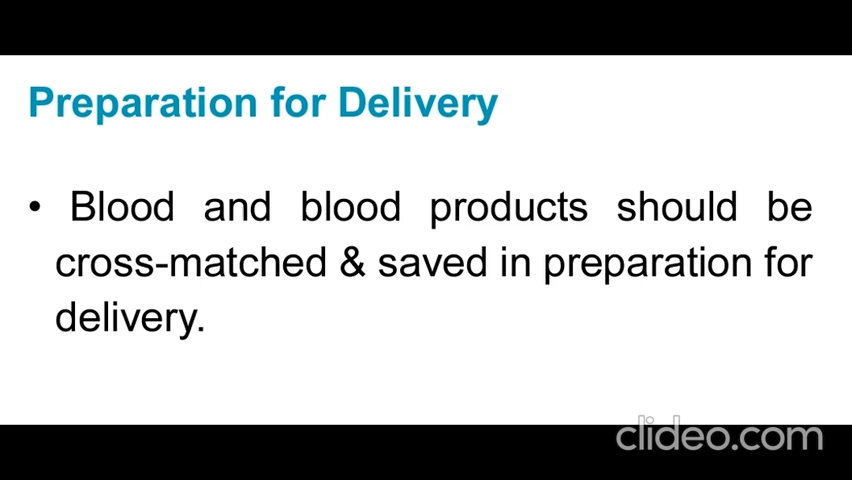 Preparation for Delivery
• Blood and blood products should be
cross-matched & saved in preparation for
delivery.
clideo.com